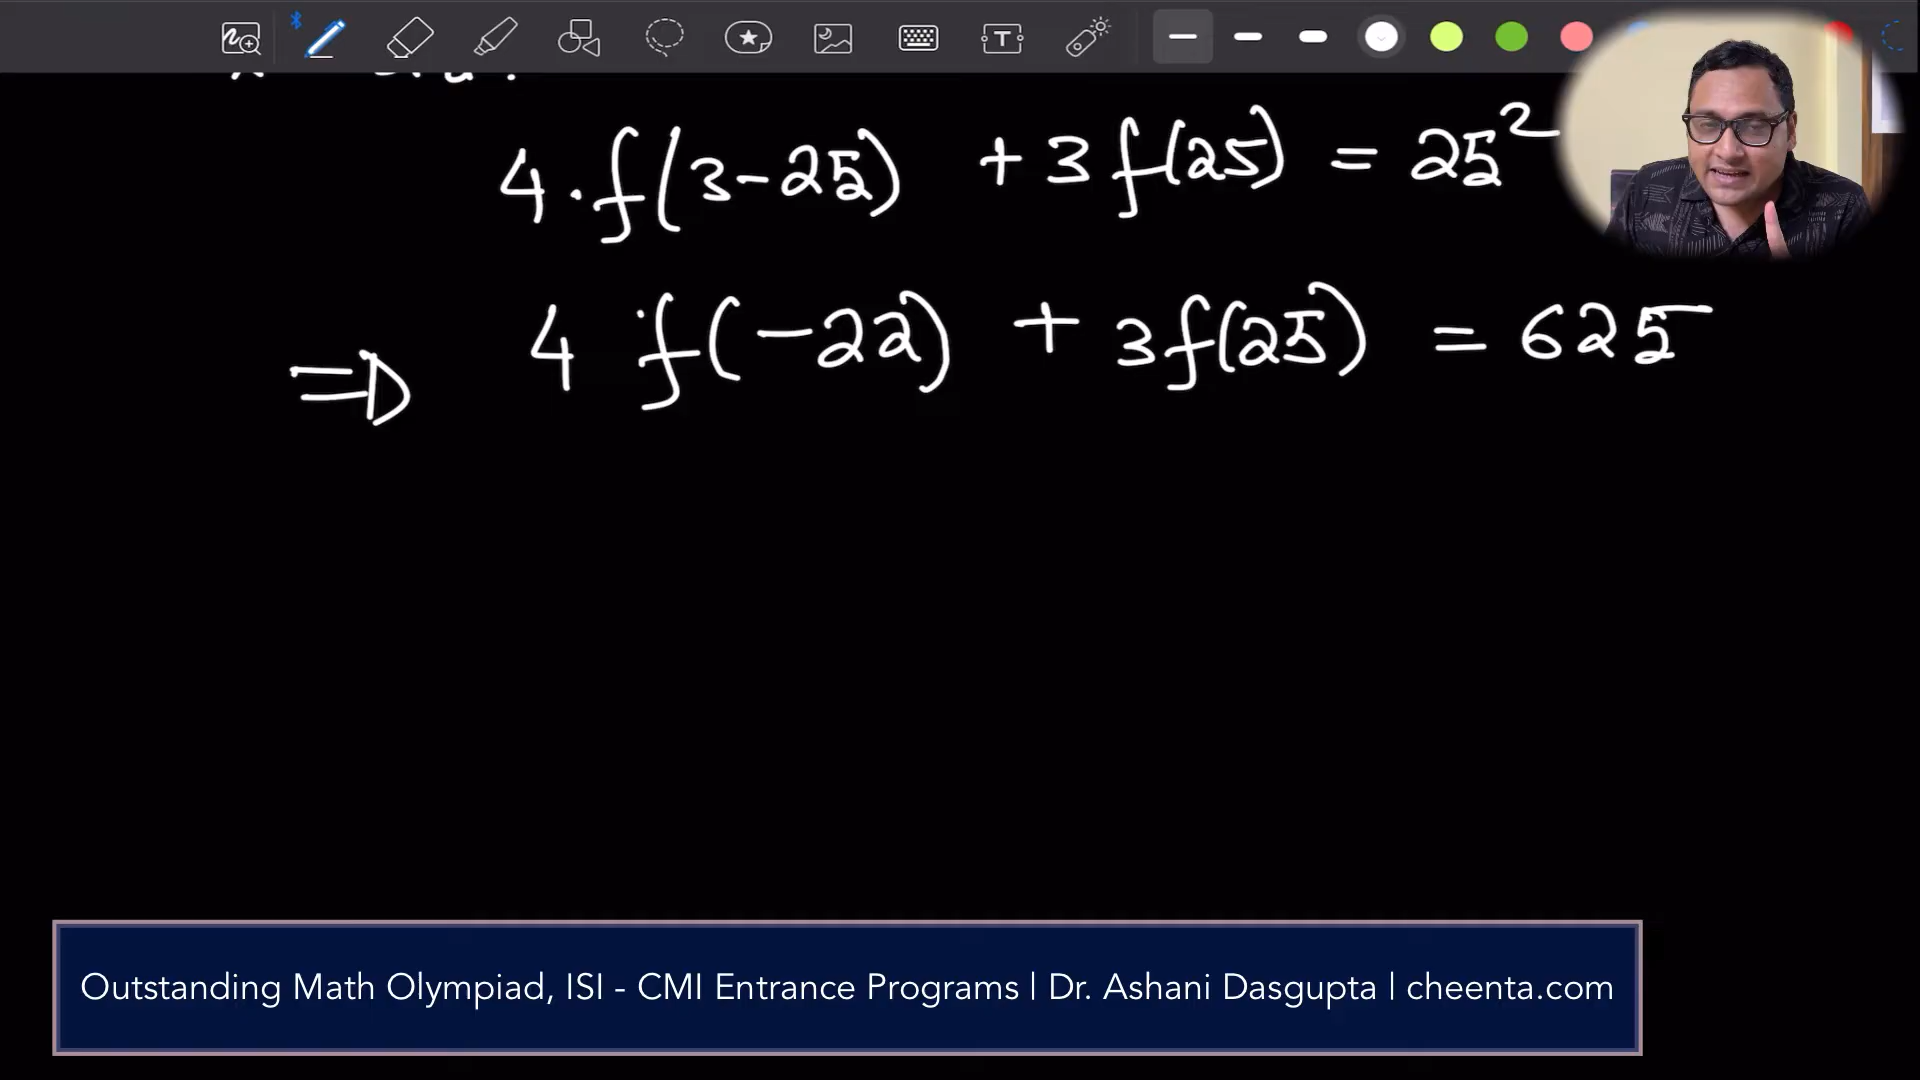 4 · f(3-25) + 3f(25) = 25²
⇒ 4 f(-22) + 3f(25) = 625
Outstanding Math Olympiad, ISI - CMI Entrance Programs | Dr. Ashani Dasgupta | cheenta.com